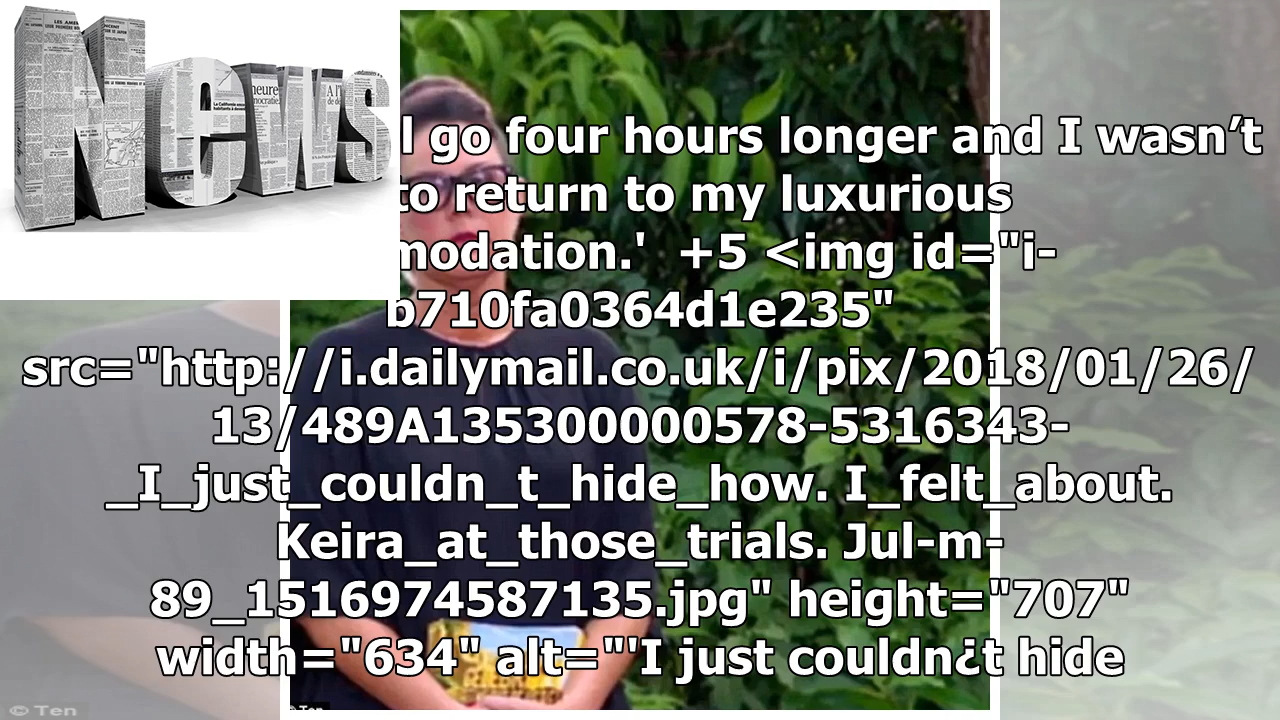 News
l go four hours longer and I wasn’t
to return to my luxurious
modation.' +5 <img id="i-
b710fa0364d1e235"
src="http://i.dailymail.co.uk/i/pix/2018/01/26/
13/489A135300000578-5316343-
_I_just_couldn_t_hide_how. I_felt_about.
Keira_at_those_trials. Jul-m-
89_1516974587135.jpg" height="707"
width="634" alt="'I just couldn¿t hide
© Ten
© Ten